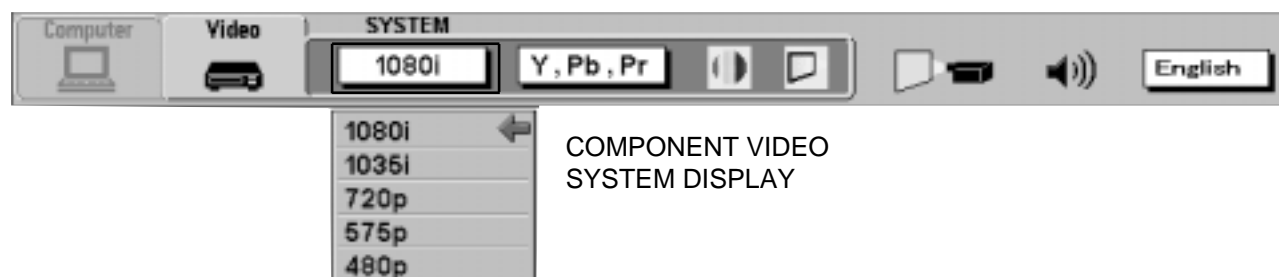 Computer Video SYSTEM
1080i Y,Pb,Pr English
1080i
1035i
720p
575p
480p
COMPONENT VIDEO
SYSTEM DISPLAY